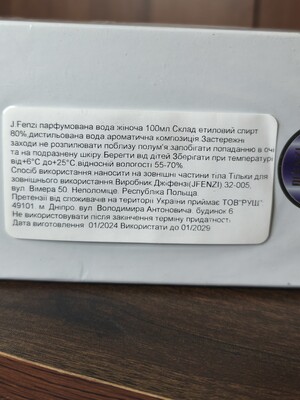 J.Fenzi парфумована вода жіноча 100мл Склад етиловий спирт
80%,дистильована вода ароматична композиція Застережні
заходи не розпилювати поблизу полум'я запобігати попаданню в очі
та на подразнену шкіру Берегти від дітей Зберігати при температурі
від+6°С до+25°С,відносній вологості 55-70%
Спосіб використання наносити на зовнішні частини тіла Тільки для
зовнішнього використання Виробник Джфензі(JFENZI) 32-005,
вул. Вімера 50, Неполоміце, Республіка Польща
Претензії від споживачів на території України приймає ТОВ"РУШ"
49101, м. Дніпро, вул. Володимира Антоновича, будинок 6
Не використовувати після закінчення терміну придатності.
Дата виготовлення 01/2024 Використати до 01/2029